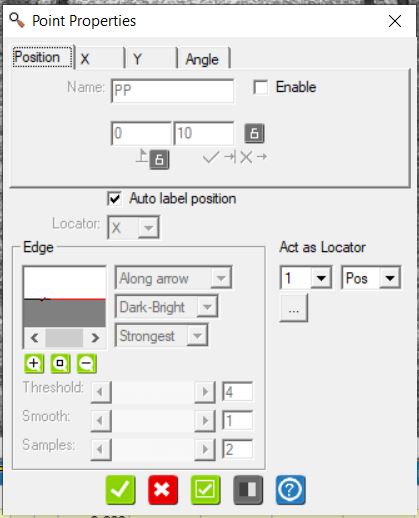 Point Properties
Position X Y Angle
Name: PP Enable
0 10
Auto label position
Locator: X
Edge Act as Locator
Along arrow 1 Pos
Dark-Bright ...
Strongest
Threshold: 4
Smooth: 1
Samples: 2